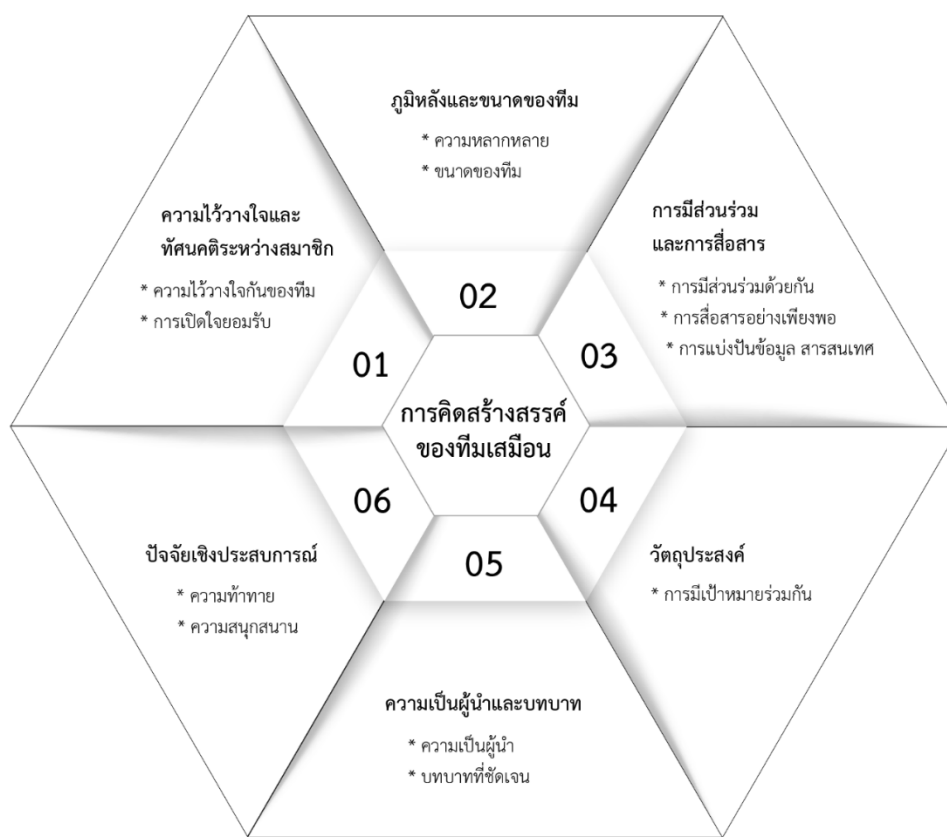 ภูมิหลังและขนาดของทีม
* ความหลากหลาย
* ขนาดของทีม
ความไว้วางใจและ
ทัศนคติระหว่างสมาชิก
* ความไว้วางใจกันของทีม
* การเปิดใจยอมรับ
การมีส่วนร่วม
และการสื่อสาร
* การมีส่วนร่วมด้วยกัน
* การสื่อสารอย่างเพียงพอ
* การแบ่งปันข้อมูล สารสนเทศ
02
01
03
การคิดสร้างสรรค์
ของทีมเสมือน
06
04
05
ปัจจัยเชิงประสบการณ์
* ความท้าทาย
* ความสนุกสนาน
วัตถุประสงค์
* การมีเป้าหมายร่วมกัน
ความเป็นผู้นำและบทบาท
* ความเป็นผู้นำ
* บทบาทที่ชัดเจน